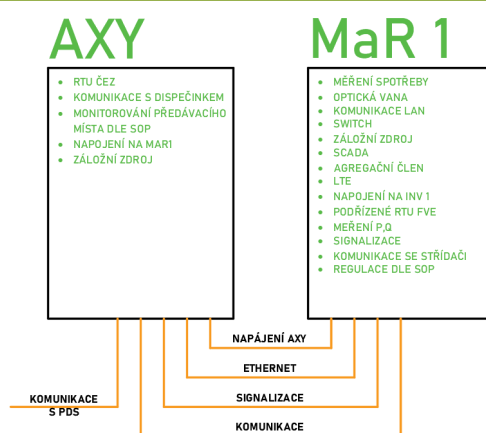 AXY
• RTU ČEZ
• KOMUNIKACE S DISPEČINKEM
• MONITOROVÁNÍ PŘEDÁVACÍHO
MÍSTA DLE SOP
• NAPOJENÍ NA MAR1
• ZÁLOŽNÍ ZDROJ
MaR 1
• MĚŘENÍ SPOTŘEBY
• OPTICKÁ VANA
• KOMUNIKACE LAN
• SWITCH
• ZÁLOŽNÍ ZDROJ
• SCADA
• AGREGAČNÍ ČLEN
• LTE
• NAPOJENÍ NA INV 1
• PODŘÍZENÉ RTU FVE
• MEŘENÍ P,Q
• SIGNALIZACE
• KOMUNIKACE SE STŘÍDAČI
• REGULACE DLE SOP
NAPÁJENÍ AXY
ETHERNET
SIGNALIZACE
KOMUNIKACE
KOMUNIKACE
S PDS